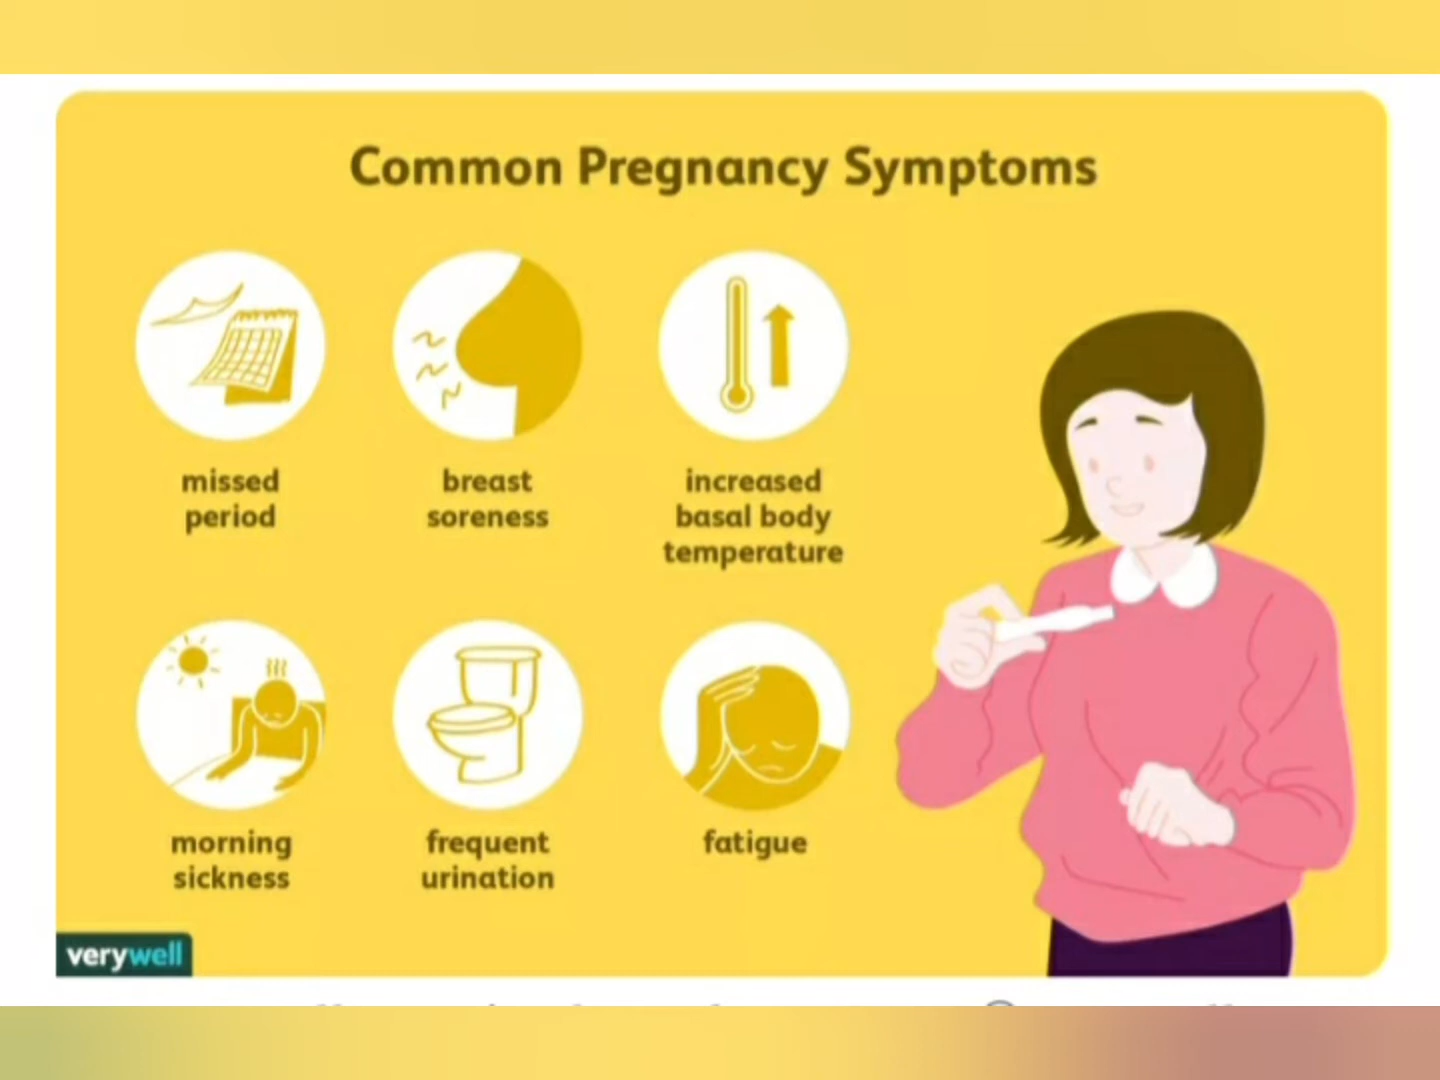 Common Pregnancy Symptoms
missed
period
breast
soreness
increased
basal body
temperature
morning
sickness
frequent
urination
fatigue
verywell